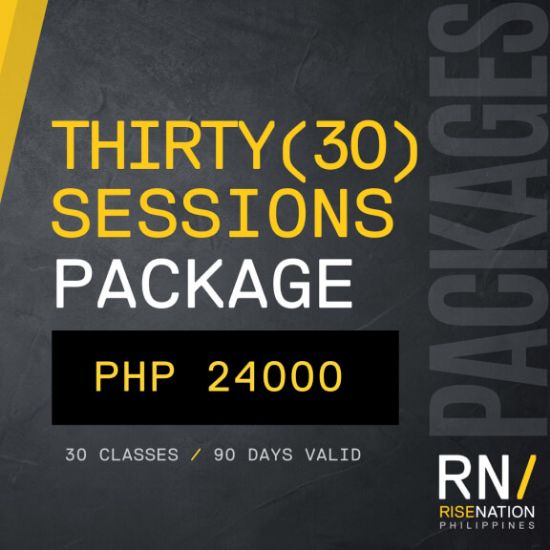 THIRTY(30)
SESSIONS
PACKAGE
PHP 24000
30 CLASSES / 90 DAYS VALID
PACKAGES
RN/
RISENATION
PHILIPPINES